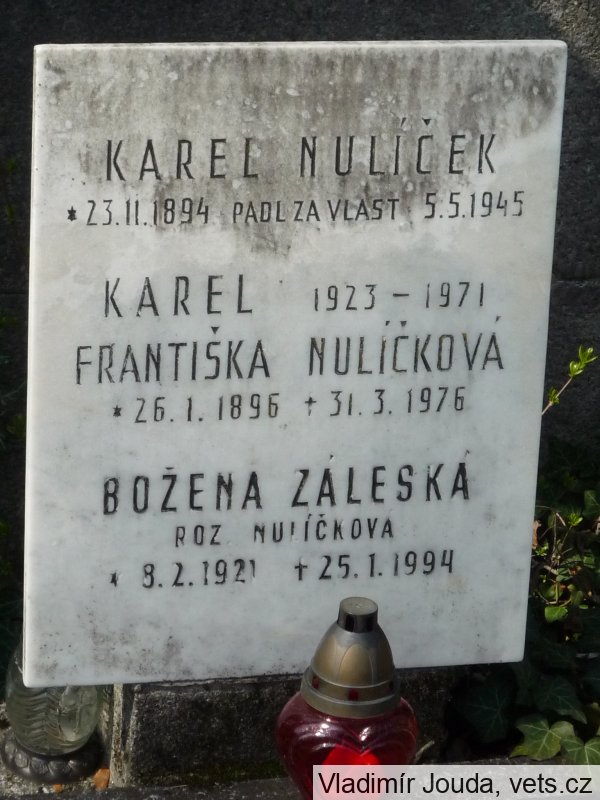 KAREL NULÍČEK
* 23.11.1894 PADL ZA VLAST 5.5.1945
KAREL 1923 - 1971
FRANTIŠKA NULÍČKOVÁ
* 26.1.1896 + 31.3.1976
BOŽENA ZÁLESKÁ
ROZ. NULÍČKOVÁ
* 8.2.1921 + 25.1.1994
Vladimír Jouda, vets.cz